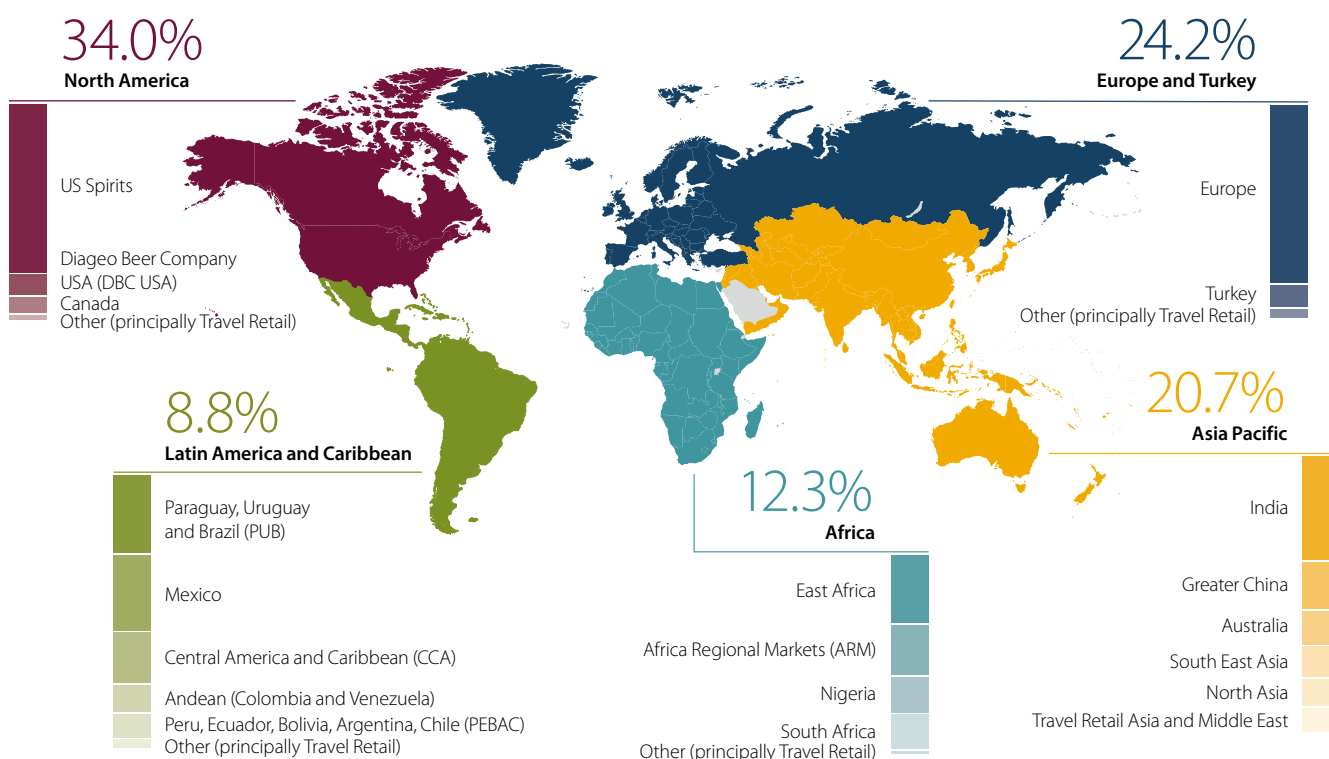 34.0%
North America
US Spirits
Diageo Beer Company
USA (DBC USA)
Canada
Other (principally Travel Retail)
24.2%
Europe and Turkey
Europe
Turkey
Other (principally Travel Retail)
8.8%
Latin America and Caribbean
Paraguay, Uruguay
and Brazil (PUB)
Mexico
Central America and Caribbean (CCA)
Andean (Colombia and Venezuela)
Peru, Ecuador, Bolivia, Argentina, Chile (PEBAC)
Other (principally Travel Retail)
12.3%
Africa
East Africa
Africa Regional Markets (ARM)
Nigeria
South Africa
Other (principally Travel Retail)
20.7%
Asia Pacific
India
Greater China
Australia
South East Asia
North Asia
Travel Retail Asia and Middle East